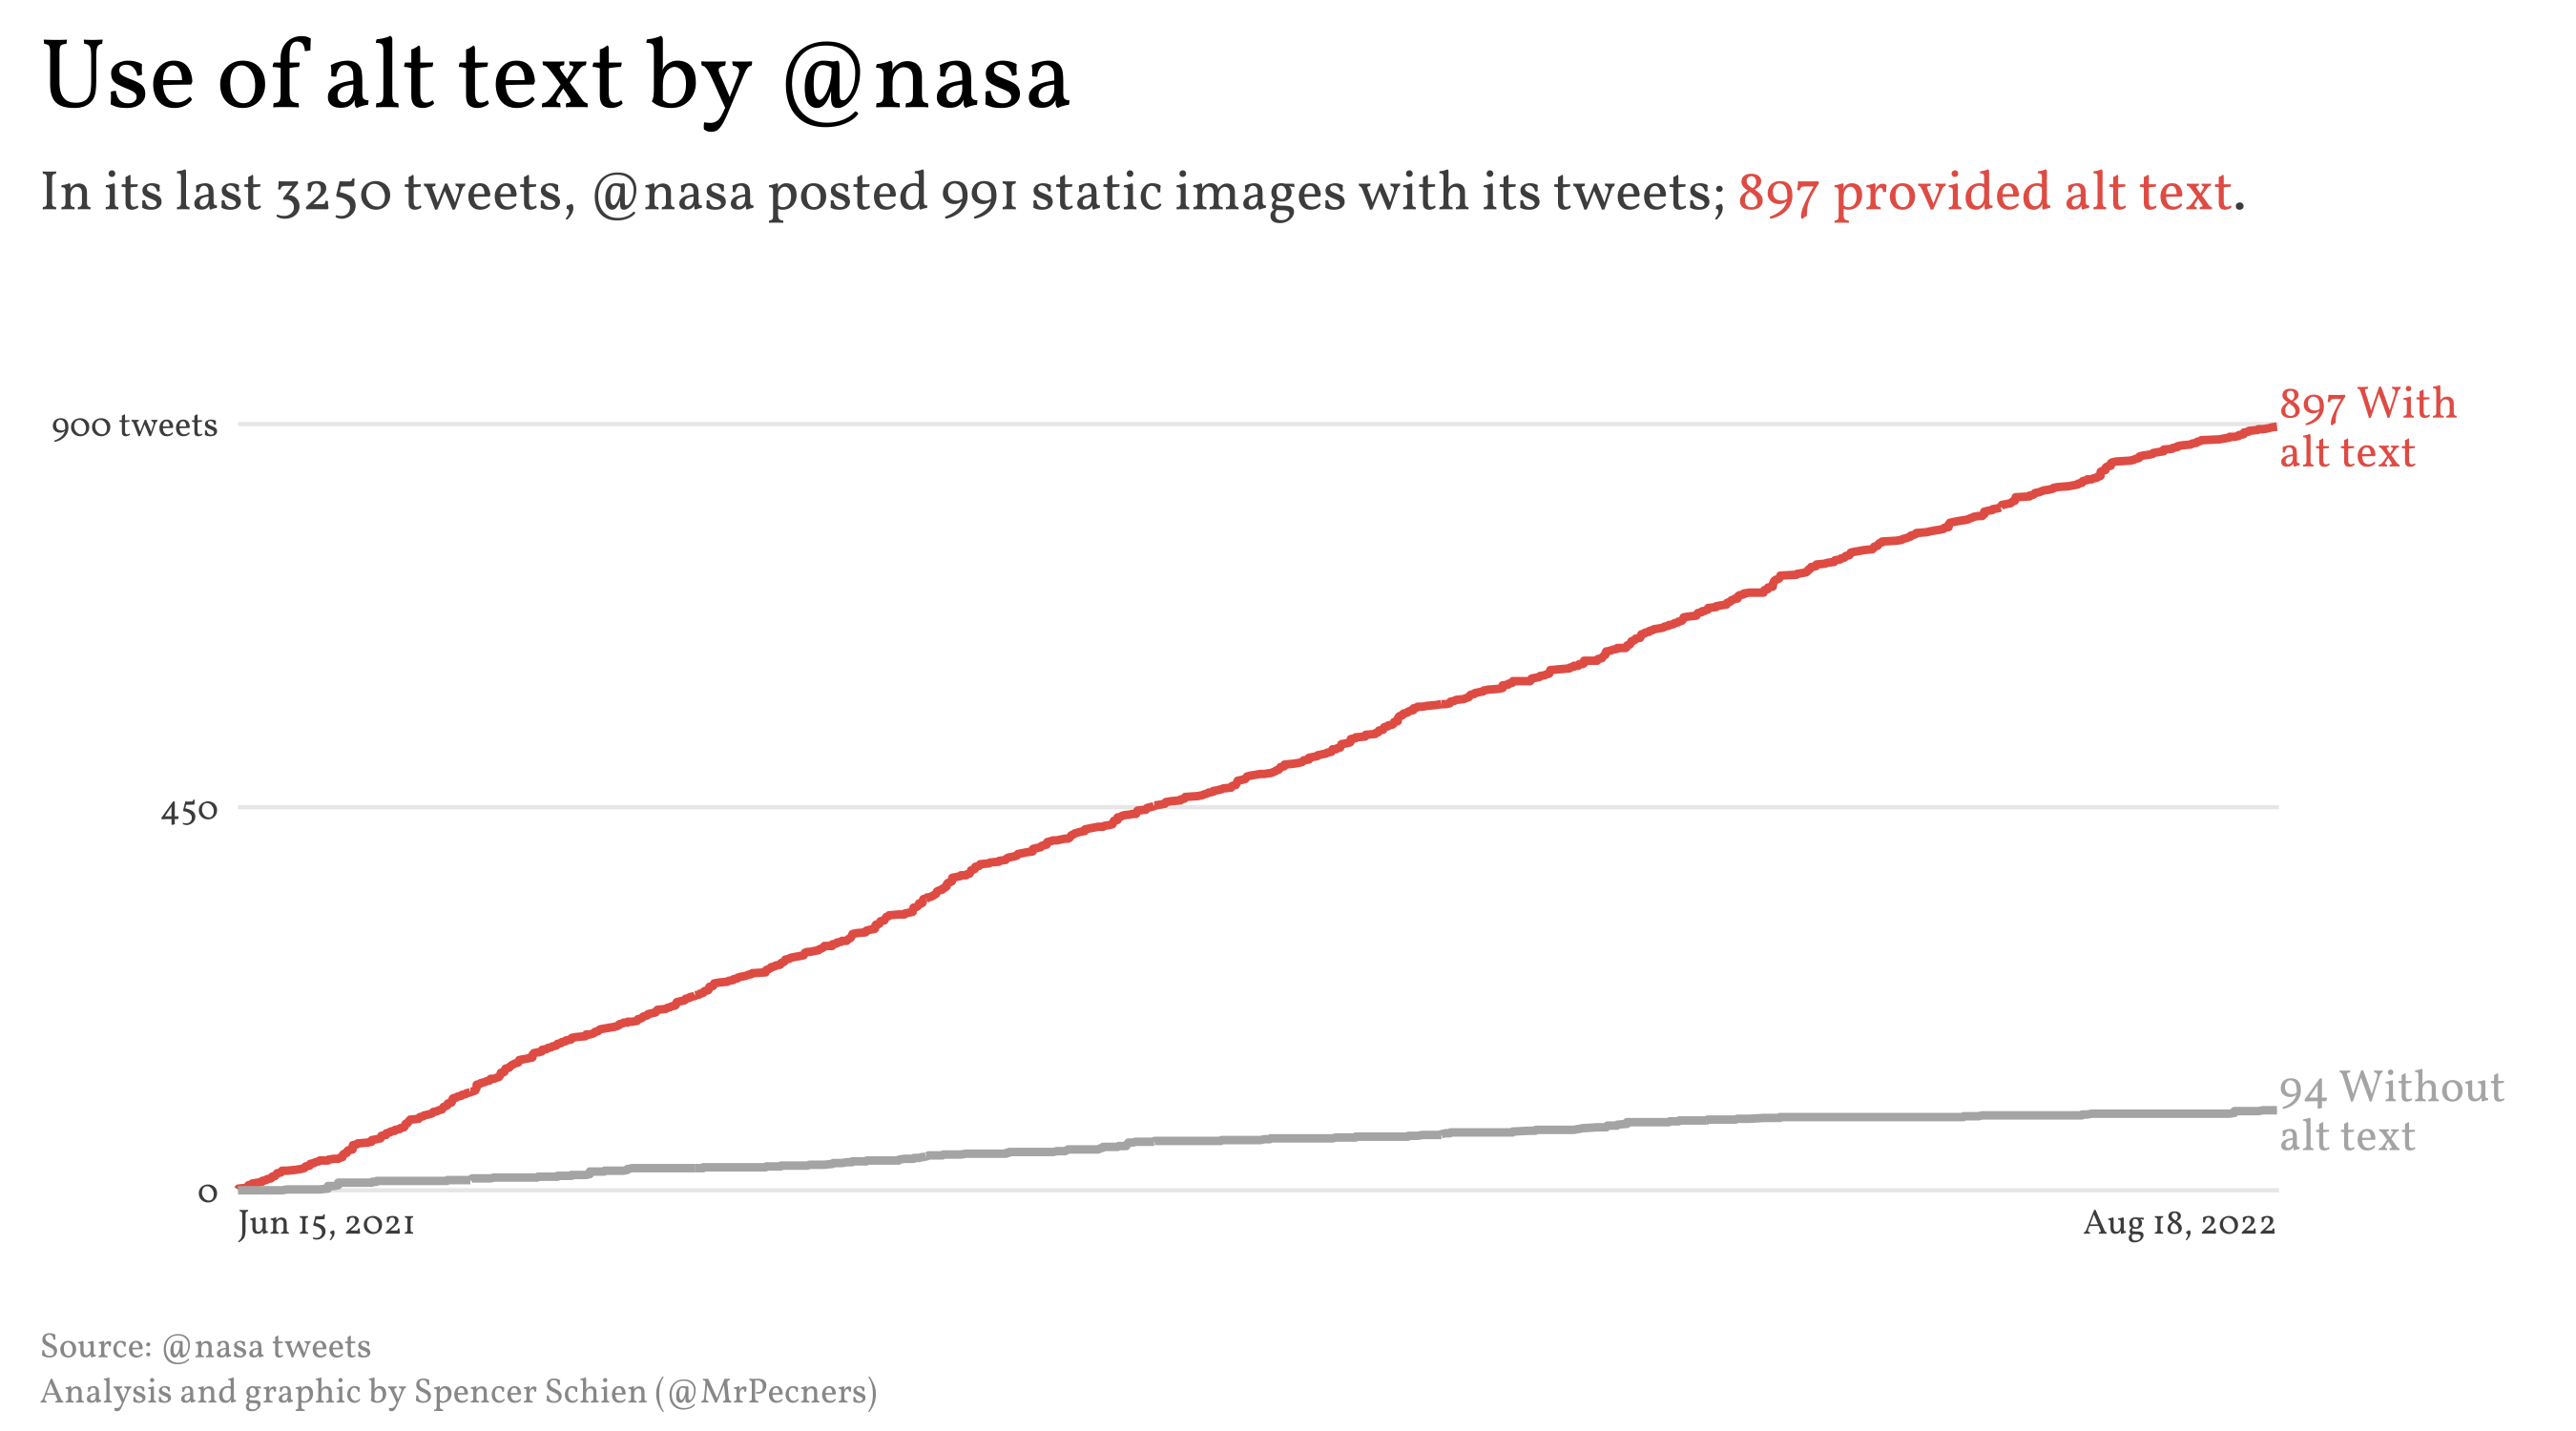 Use of alt text by @nasa
In its last 3250 tweets, @nasa posted 991 static images with its tweets; 897 provided alt text.
900 tweets
897 With
alt text
450
94 Without
alt text
0
Jun 15, 2021
Aug 18, 2022
Source: @nasa tweets
Analysis and graphic by Spencer Schien (@MrPecners)